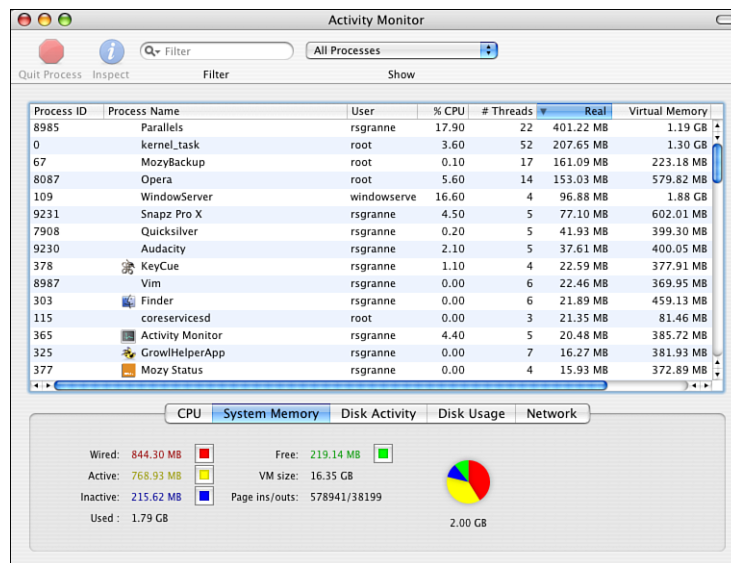 Activity Monitor
Quit Process Inspect Filter Filter All Processes Show
Process ID Process Name User % CPU # Threads Real Virtual Memory
8985 Parallels rsgranne 17.90 22 401.22 MB 1.19 GB
0 kernel_task root 3.60 52 207.65 MB 1.30 GB
67 MozyBackup root 0.10 17 161.09 MB 223.18 MB
8087 Opera root 5.60 14 153.03 MB 579.82 MB
109 WindowServer windowserve 16.60 4 96.88 MB 1.88 GB
9231 Snapz Pro X rsgranne 4.50 5 77.10 MB 602.01 MB
7908 Quicksilver rsgranne 0.20 5 41.93 MB 399.30 MB
9230 Audacity rsgranne 2.10 5 37.61 MB 400.05 MB
378 KeyCue rsgranne 1.10 4 22.59 MB 377.91 MB
8987 Vim rsgranne 0.00 6 22.46 MB 369.95 MB
303 Finder rsgranne 0.00 6 21.89 MB 459.13 MB
115 coreservicesd root 0.00 3 21.35 MB 81.46 MB
365 Activity Monitor rsgranne 4.40 5 20.48 MB 385.72 MB
325 GrowlHelperApp rsgranne 0.00 7 16.27 MB 381.93 MB
377 Mozy Status rsgranne 0.00 4 15.93 MB 372.89 MB
CPU System Memory Disk Activity Disk Usage Network
Wired: 844.30 MB Free: 219.14 MB
Active: 768.93 MB VM size: 16.35 GB
Inactive: 215.62 MB Page ins/outs: 578941/38199
Used : 1.79 GB 2.00 GB